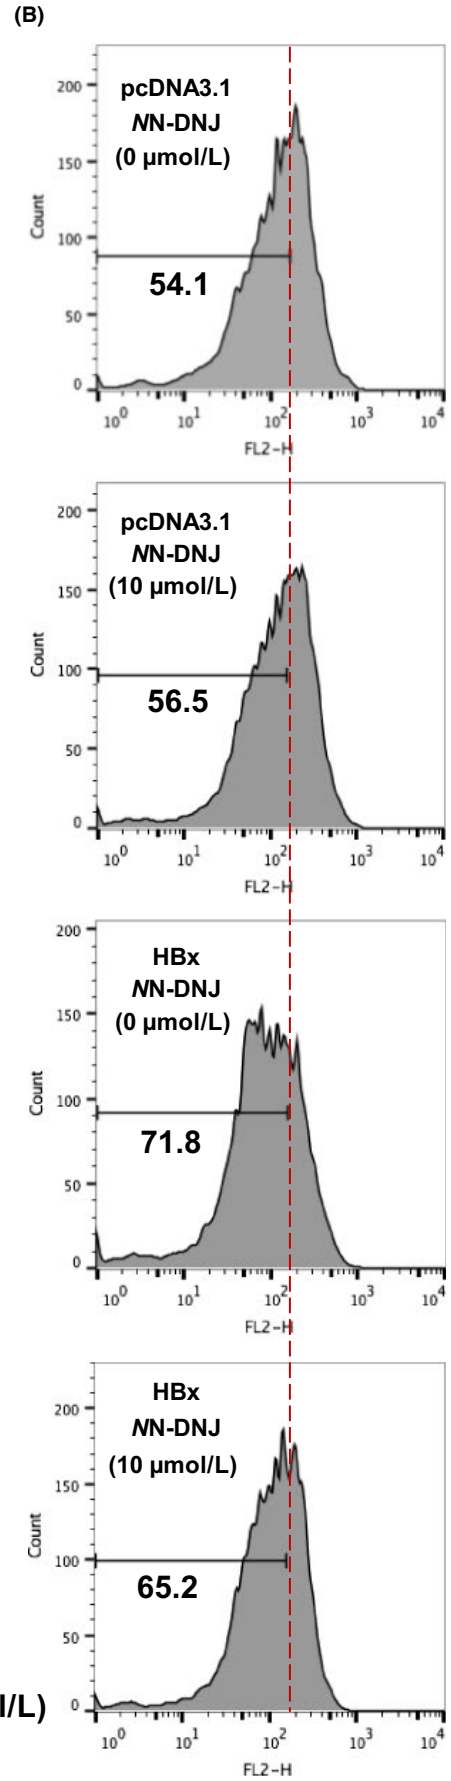 (B)
pcDNA3.1
NN-DNJ
(0 µmol/L)
200
150
100
50
0
Count
54.1
10⁰ 10¹ 10² 10³ 10⁴
FL2-H
pcDNA3.1
NN-DNJ
(10 µmol/L)
200
150
100
50
0
Count
56.5
10⁰ 10¹ 10² 10³ 10⁴
FL2-H
HBx
NN-DNJ
(0 µmol/L)
200
150
100
50
0
Count
71.8
10⁰ 10¹ 10² 10³ 10⁴
FL2-H
HBx
NN-DNJ
(10 µmol/L)
200
150
100
50
0
Count
65.2
l/L)
10⁰ 10¹ 10² 10³ 10⁴
FL2-H